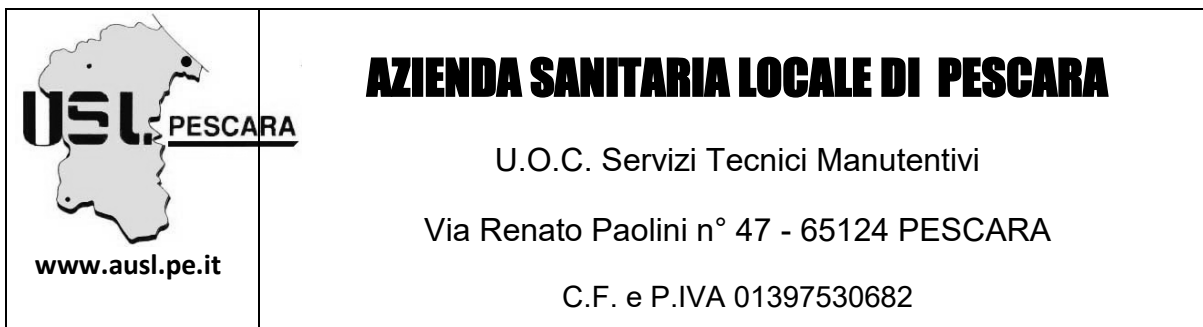 USL PESCARA
www.ausl.pe.it
AZIENDA SANITARIA LOCALE DI PESCARA
U.O.C. Servizi Tecnici Manutentivi
Via Renato Paolini n° 47 - 65124 PESCARA
C.F. e P.IVA 01397530682